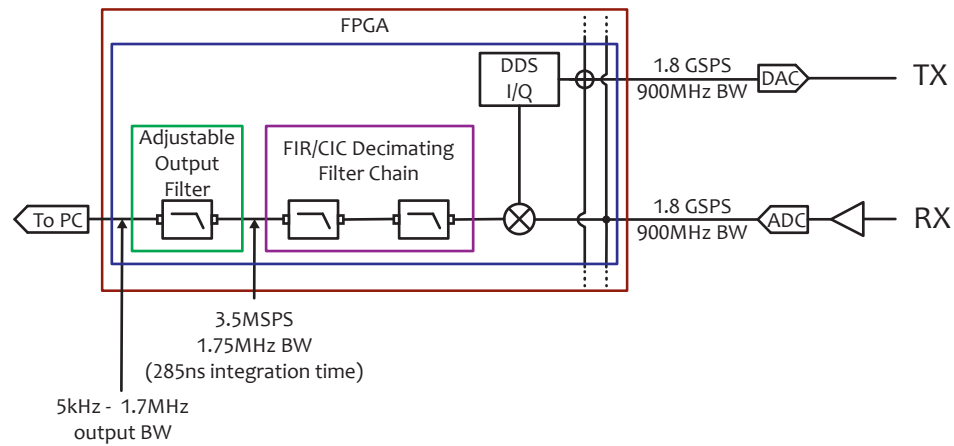 FPGA
DDS
I/Q
1.8 GSPS
900MHz BW
DAC
TX
Adjustable
Output
Filter
FIR/CIC Decimating
Filter Chain
To PC
1.8 GSPS
900MHz BW
ADC
RX
3.5MSPS
1.75MHz BW
(285ns integration time)
5kHz - 1.7MHz
output BW